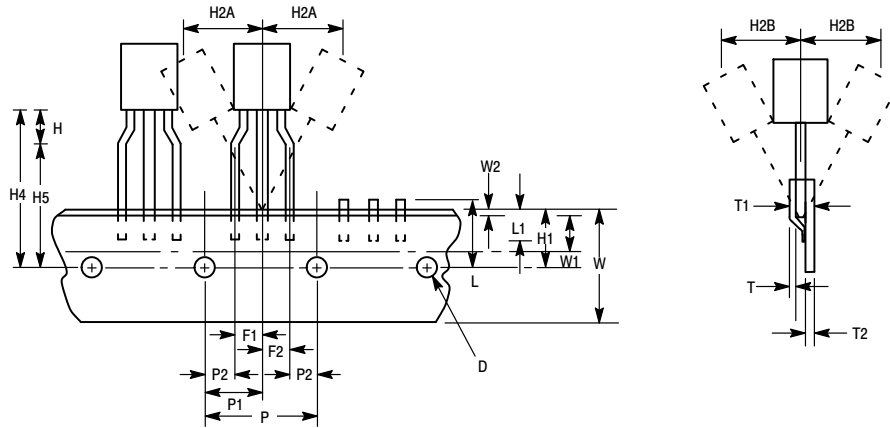 H2A H2A
H2B H2B
H
H4 H5
W2
L1 H1
W1 W
L
T1
T
T2
F1
F2
P2 P2
D
P1 P